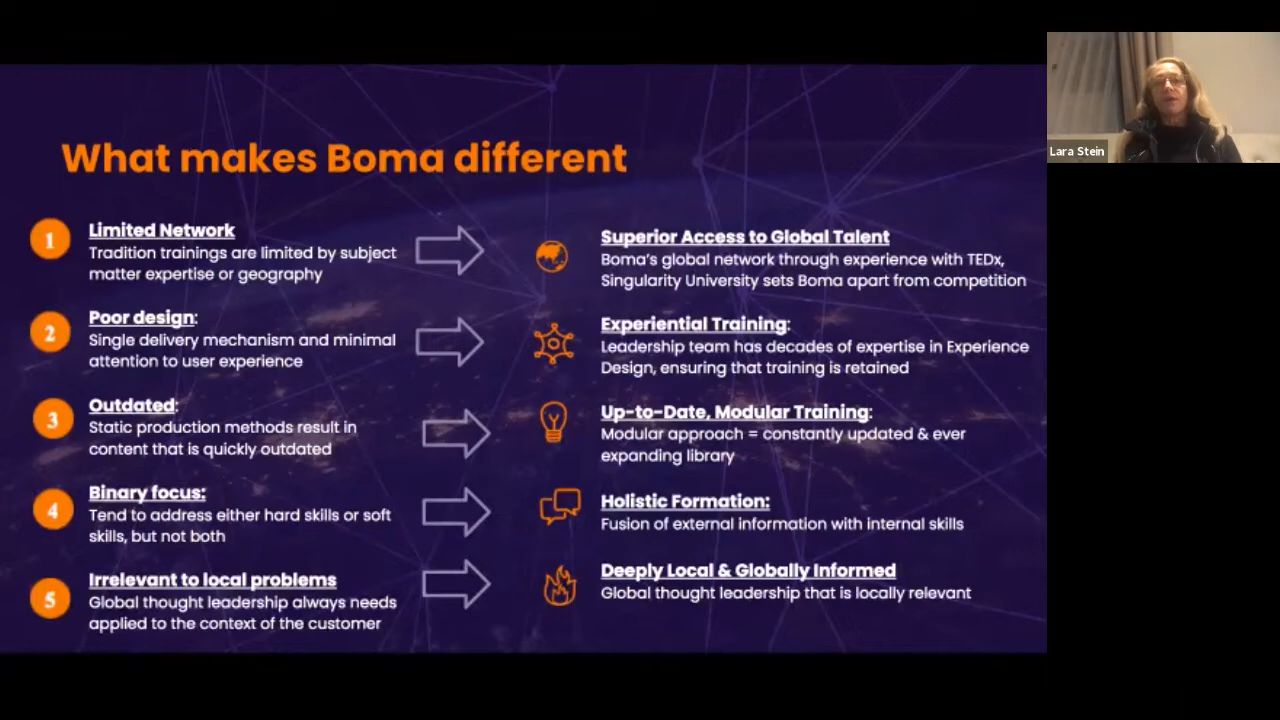 What makes Boma different
1
Limited Network
Tradition trainings are limited by subject
matter expertise or geography
Superior Access to Global Talent
Boma's global network through experience with TEDx,
Singularity University sets Boma apart from competition
2
Poor design:
Single delivery mechanism and minimal
attention to user experience
Experiential Training:
Leadership team has decades of expertise in Experience
Design, ensuring that training is retained
3
Outdated:
Static production methods result in
content that is quickly outdated
Up-to-Date, Modular Training:
Modular approach = constantly updated & ever
expanding library
4
Binary focus:
Tend to address either hard skills or soft
skills, but not both
Holistic Formation:
Fusion of external information with internal skills
5
Irrelevant to local problems
Global thought leadership always needs
applied to the context of the customer
Deeply Local & Globally Informed
Global thought leadership that is locally relevant
Lara Stein